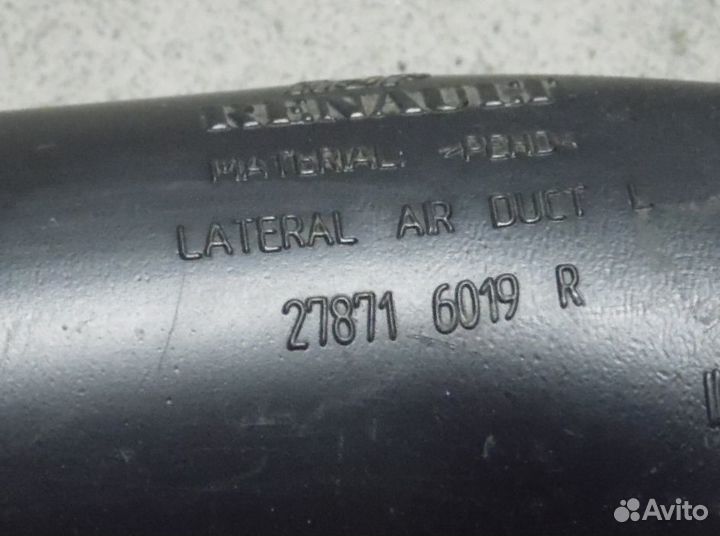 RENAULT
MATERIAL: >PEHD<
LATERAL AIR DUCT L
27871 6019 R
Avito